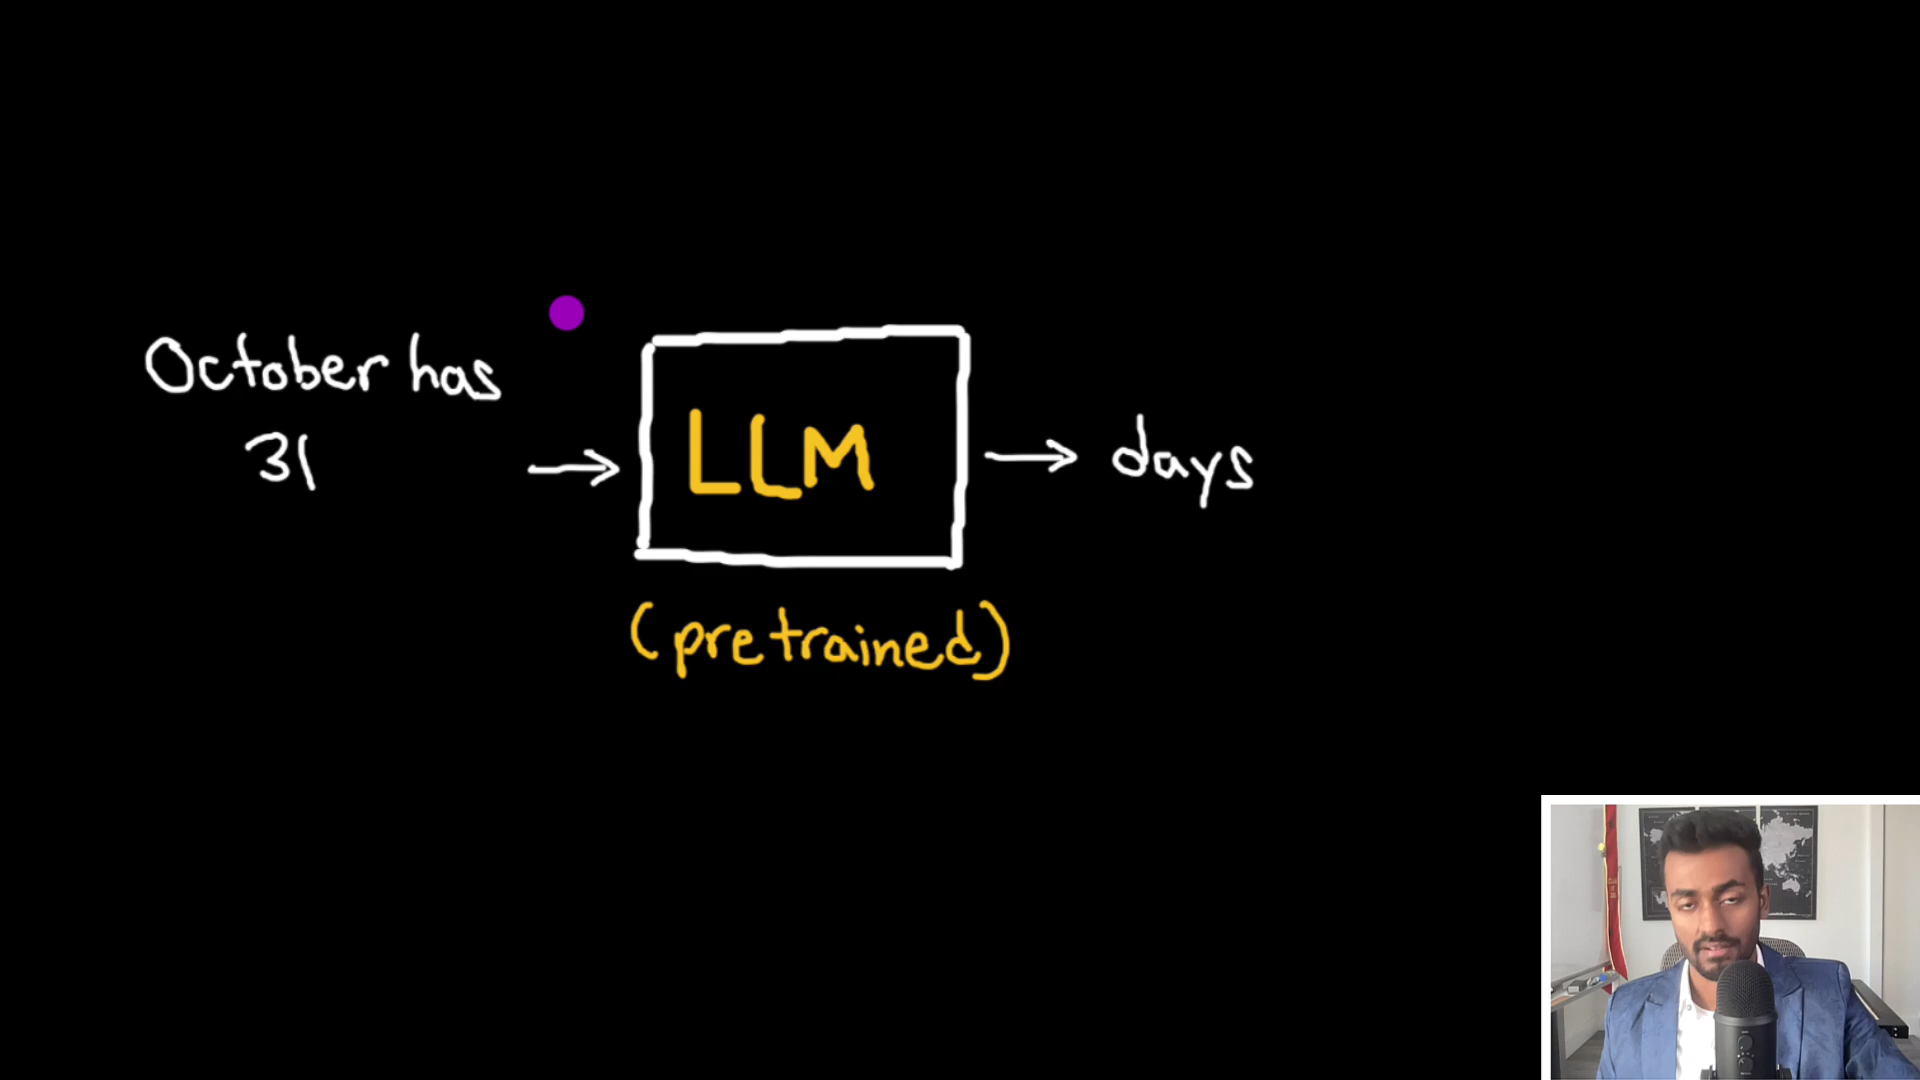 October has
31
→
LLM
→ days
(pretrained)